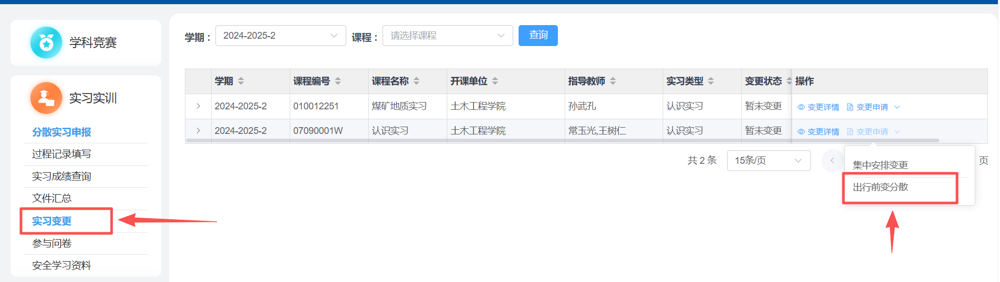 学科竞赛
实习实训
分散实习申报
过程记录填写
实习成绩查询
文件汇总
实习变更
参与问卷
安全学习资料
学期： 2024-2025-2 课程： 请选择课程 查询
学期 课程编号 课程名称 开课单位 指导教师 实习类型 变更状态 操作
2024-2025-2 010012251 煤矿地质实习 土木工程学院 孙武孔 认识实习 暂未变更 变更详情 变更申请
2024-2025-2 07090001W 认识实习 土木工程学院 常玉光,王树仁 认识实习 暂未变更 变更详情 变更申请
共 2 条 15条/页 页
集中安排变更
出行前变分散